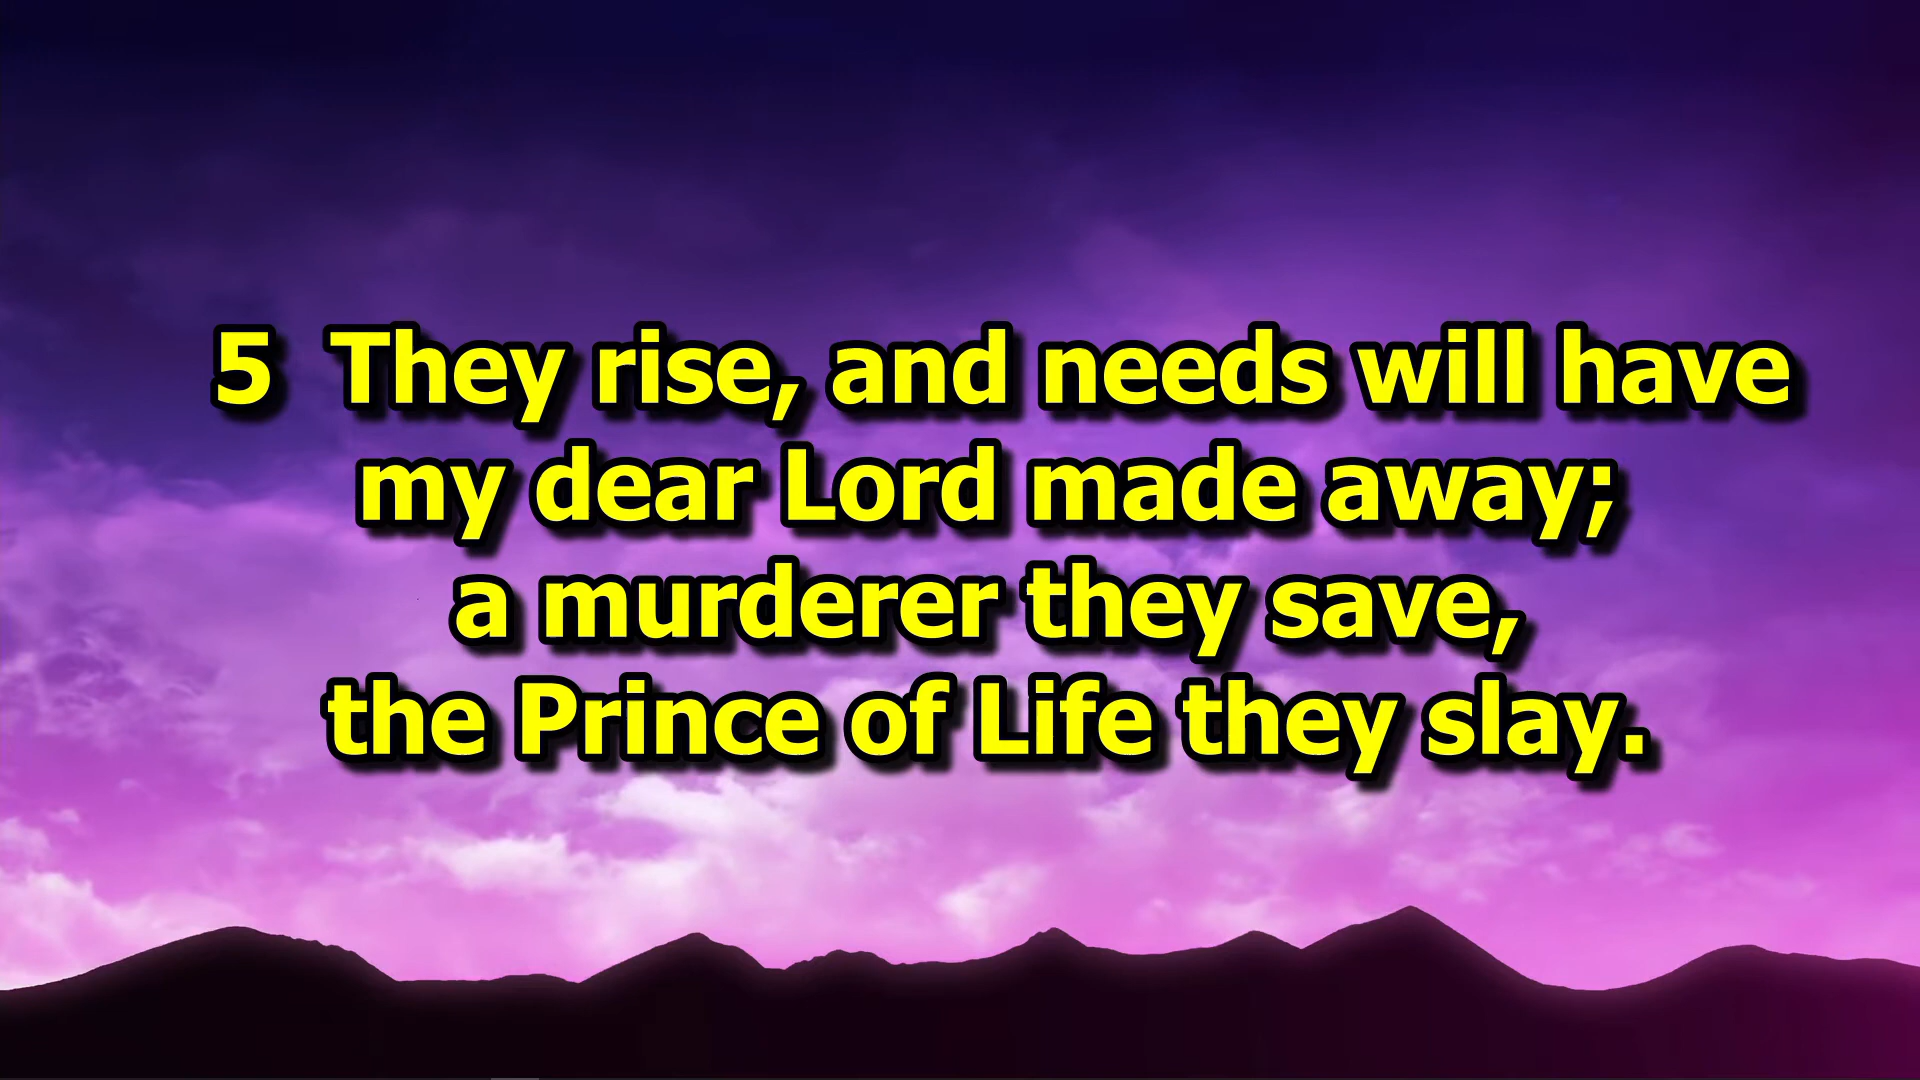 5  They rise, and needs will have
my dear Lord made away;
a murderer they save,
the Prince of Life they slay.